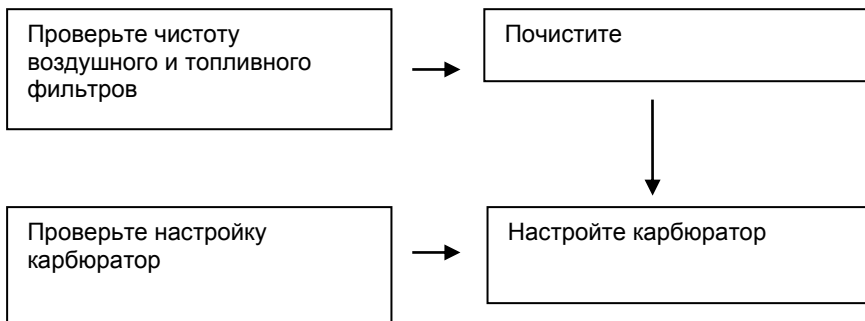 Проверьте чистоту
воздушного и топливного
фильтров
Почистите
Проверьте настройку
карбюратор
Настройте карбюратор